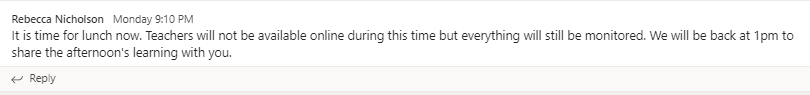 Rebecca Nicholson Monday 9:10 PM
It is time for lunch now. Teachers will not be available online during this time but everything will still be monitored. We will be back at 1pm to
share the afternoon's learning with you.
Reply